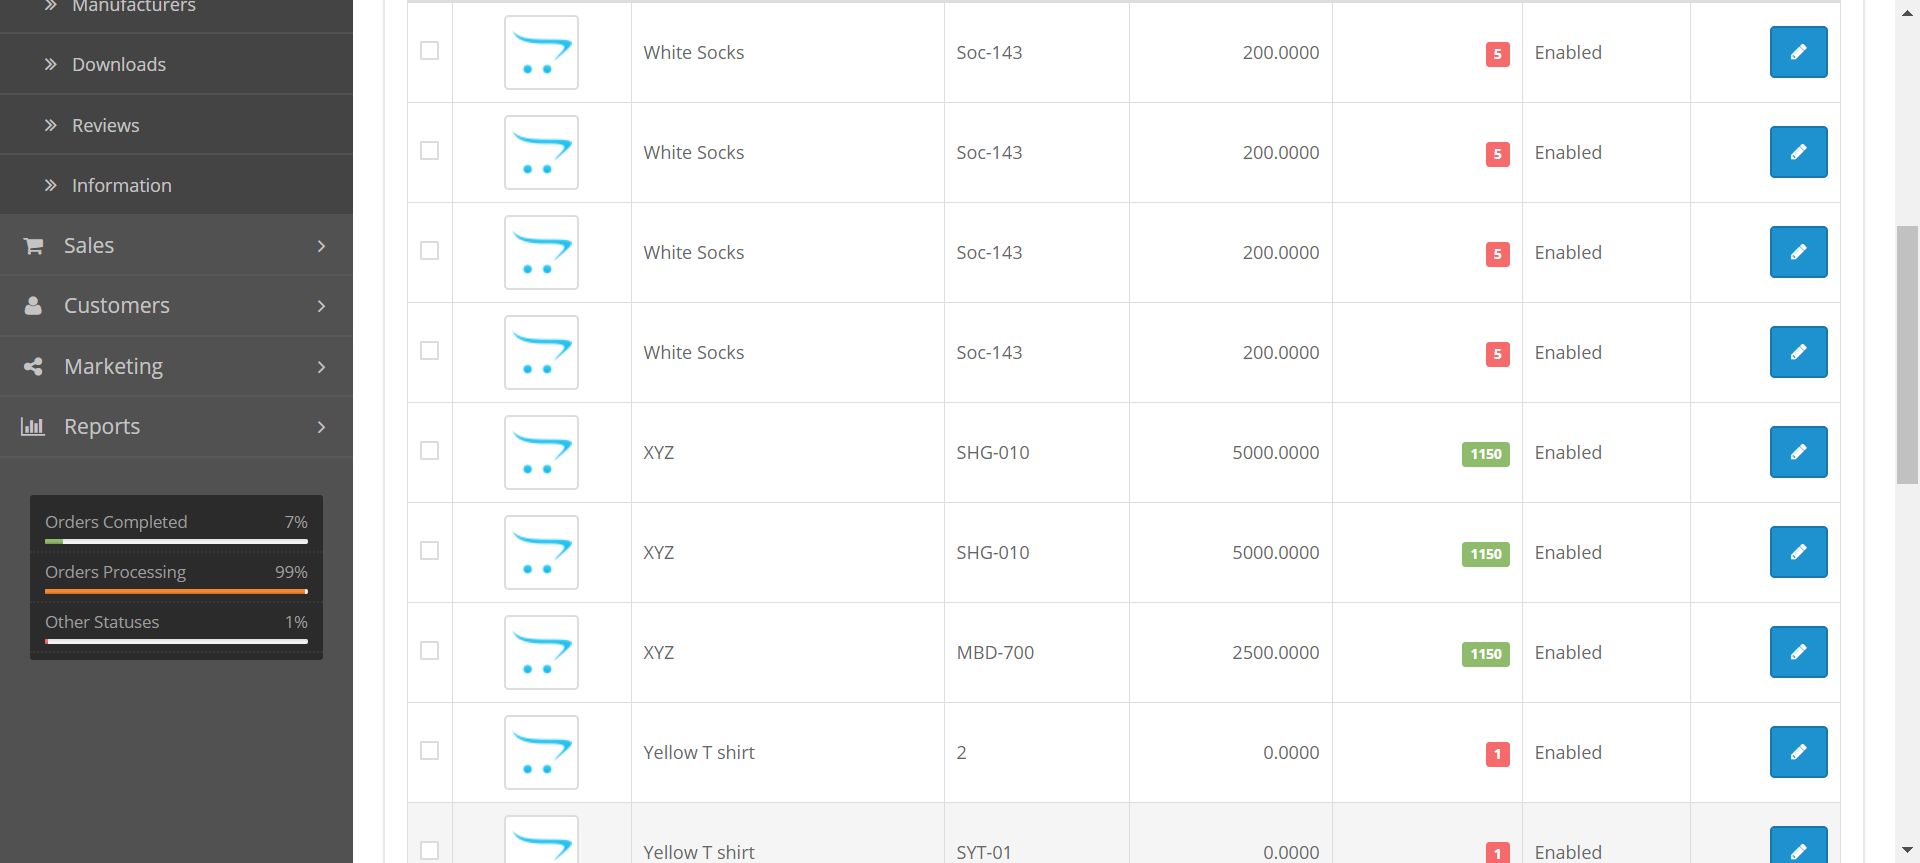 Manufacturers
Downloads
Reviews
Information
Sales
Customers
Marketing
Reports
Orders Completed 7%
Orders Processing 99%
Other Statuses 1%
White Socks Soc-143 200.0000 5 Enabled
White Socks Soc-143 200.0000 5 Enabled
White Socks Soc-143 200.0000 5 Enabled
White Socks Soc-143 200.0000 5 Enabled
XYZ SHG-010 5000.0000 1150 Enabled
XYZ SHG-010 5000.0000 1150 Enabled
XYZ MBD-700 2500.0000 1150 Enabled
Yellow T shirt 2 0.0000 1 Enabled
Yellow T shirt SYT-01 0.0000 1 Enabled